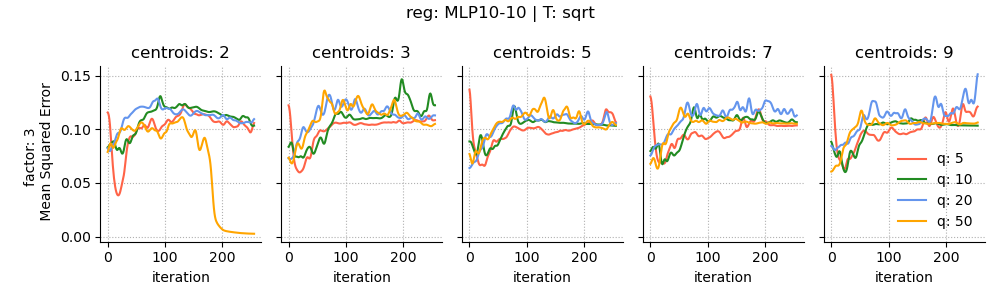 reg: MLP10-10 | T: sqrt
centroids: 2
centroids: 3
centroids: 5
centroids: 7
centroids: 9
factor: 3
Mean Squared Error
0.15
0.10
0.05
0.00
0 100 200
0 100 200
0 100 200
0 100 200
0 100 200
iteration
iteration
iteration
iteration
iteration
q: 5
q: 10
q: 20
q: 50